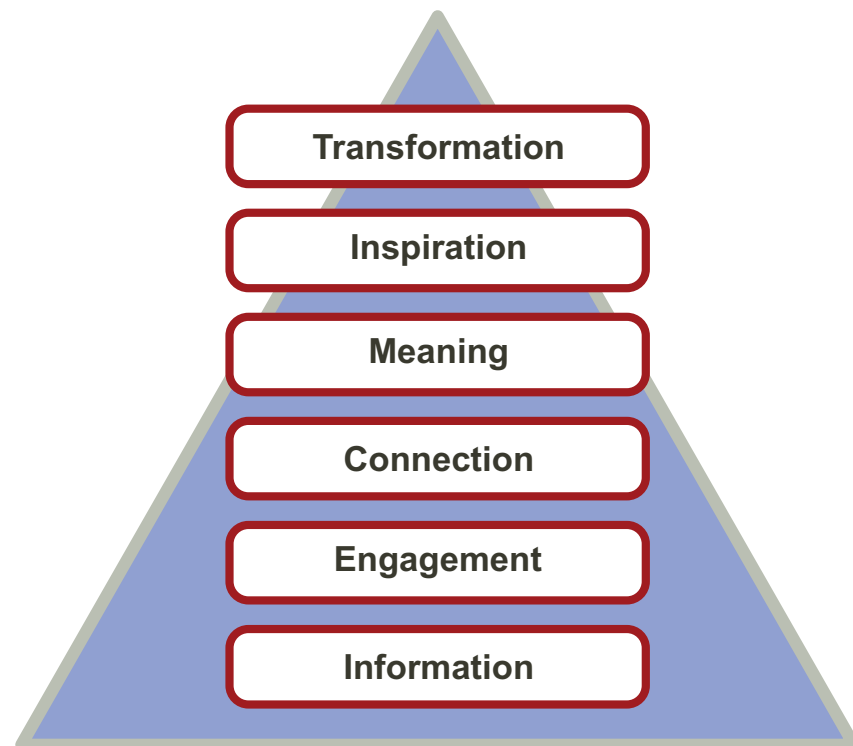 Transformation
Inspiration
Meaning
Connection
Engagement
Information